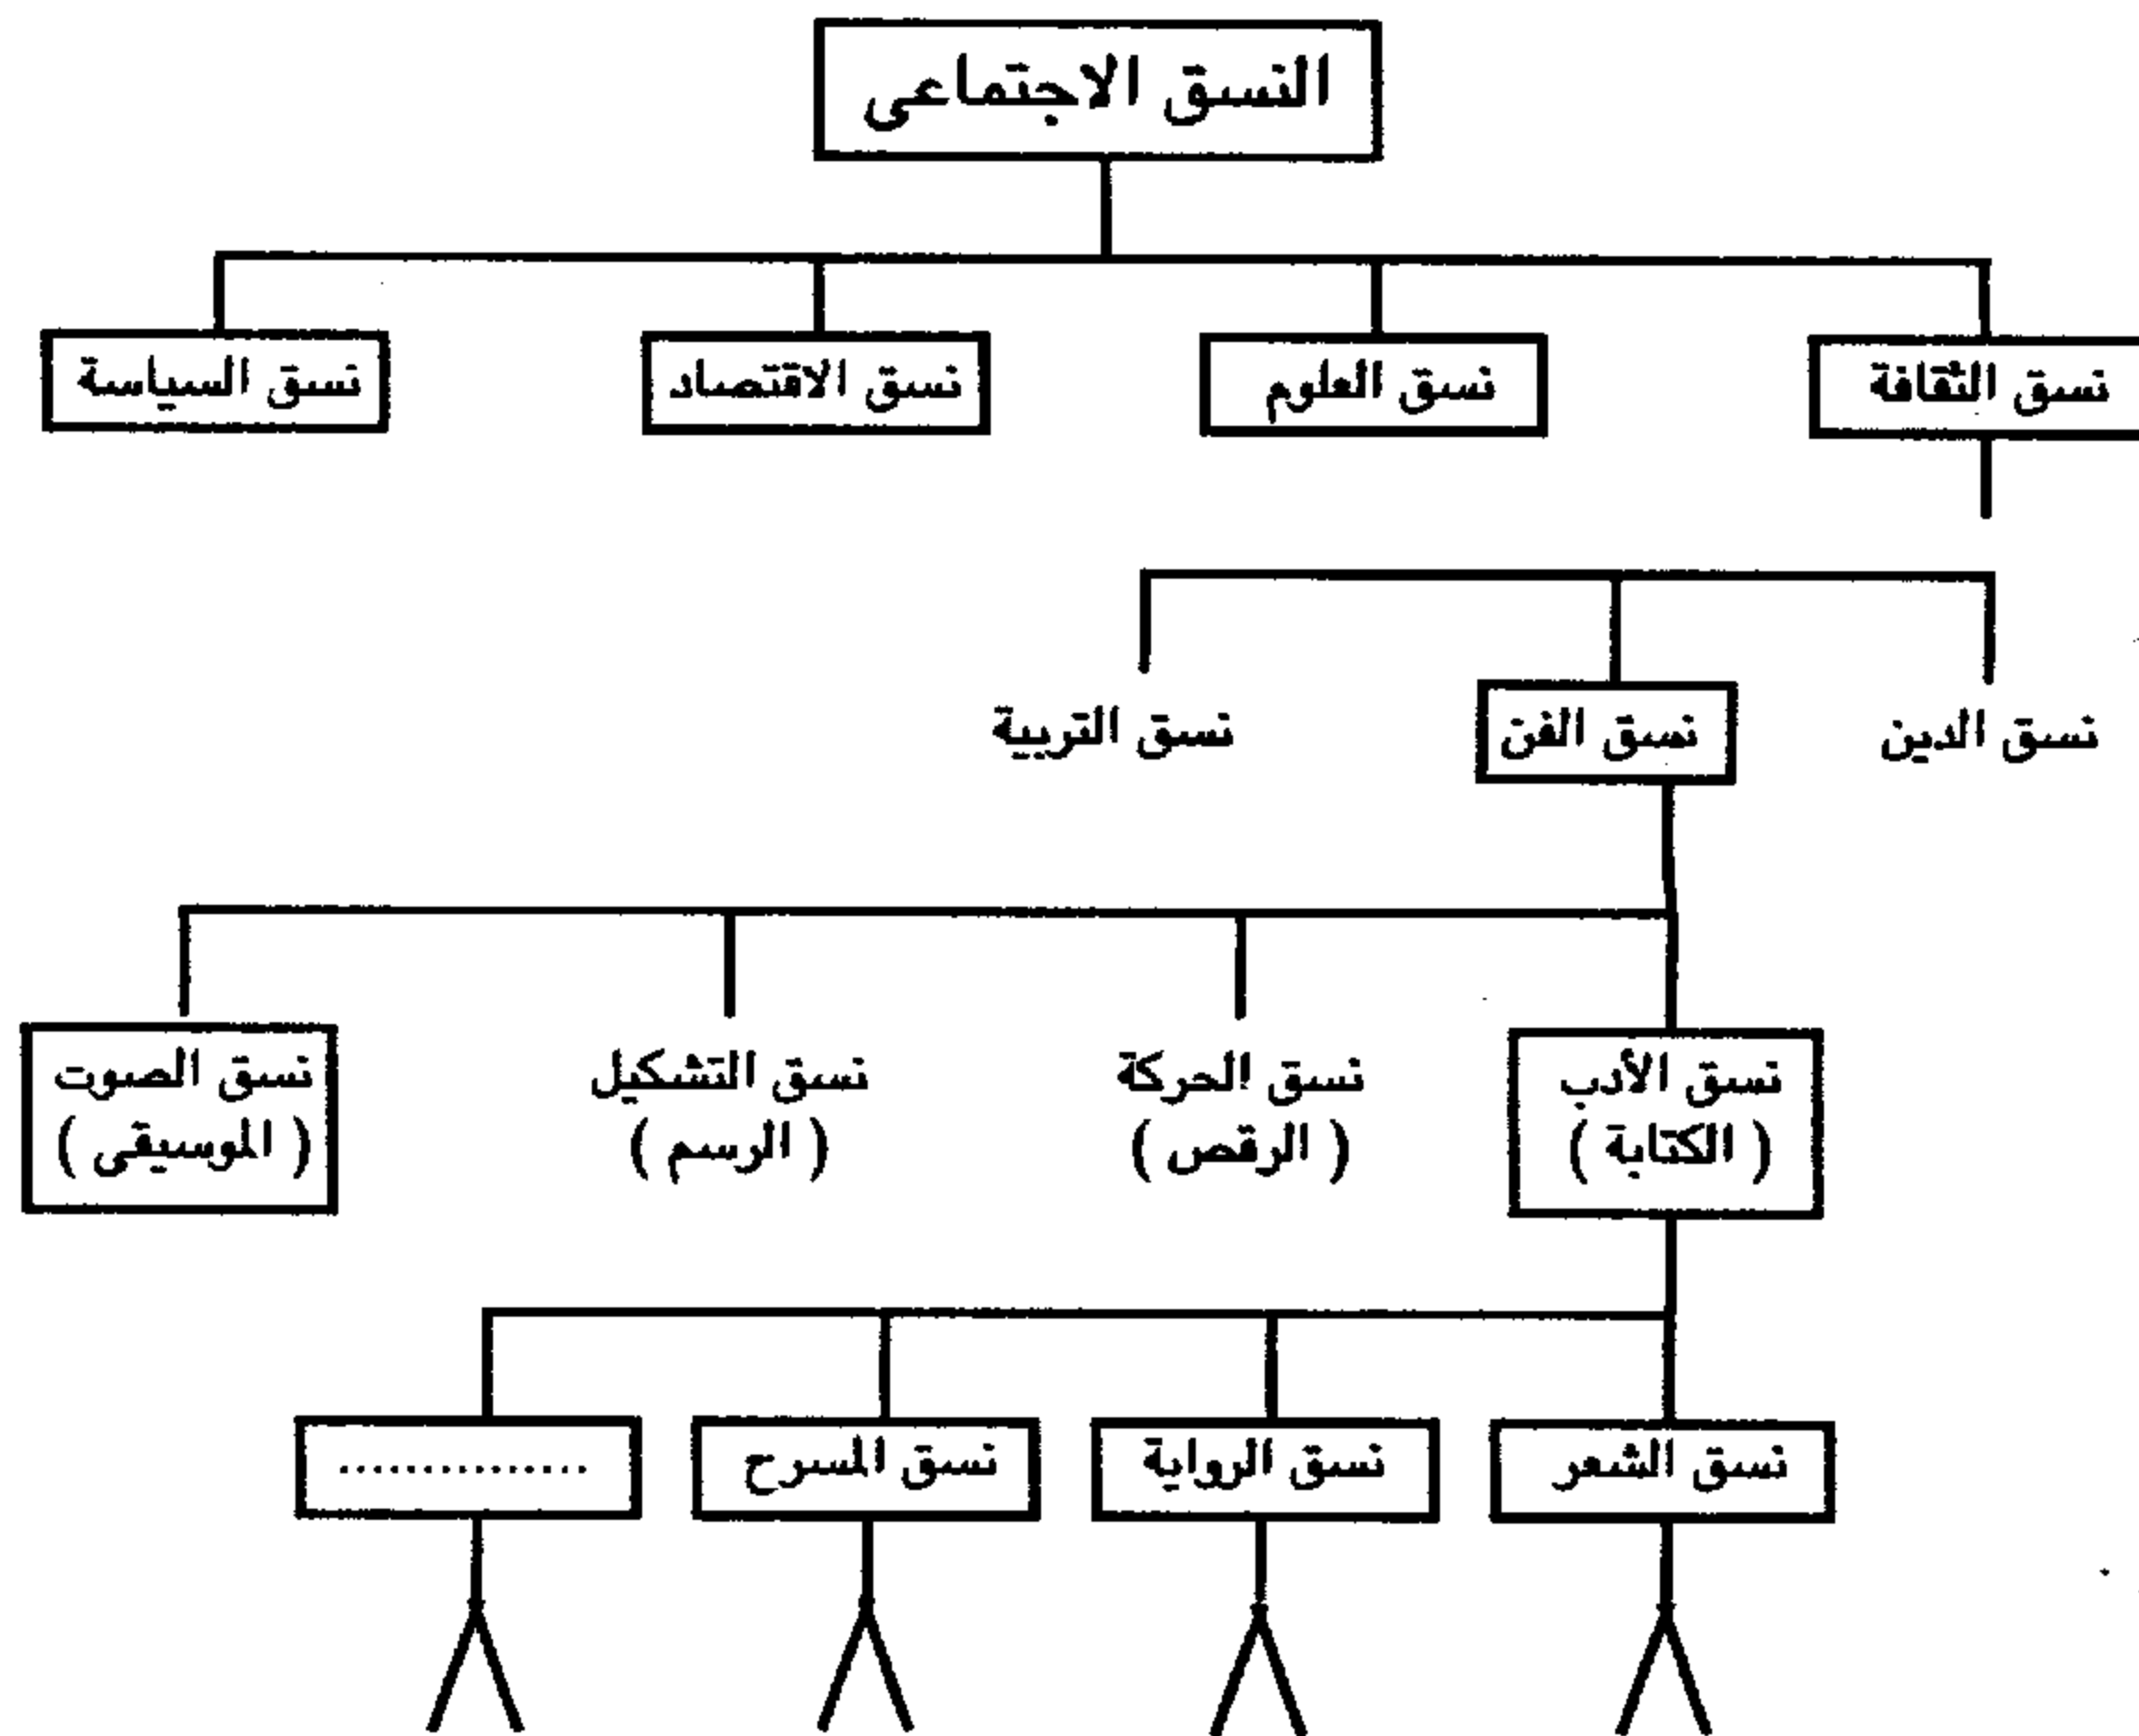 النسق الاجتماعى
نسق الثقافة
نسق العلوم
نسق الاقتصاد
نسق السياسة
نسق الدين
نسق الفن
نسق التربية
نسق الأدب
( الكتابة )
نسق الحركة
( الرقص )
نسق التشكيل
( الرسم )
نسق الصوت
( الموسيقى )
نسق الشعر
نسق الرواية
نسق المسرح
...............